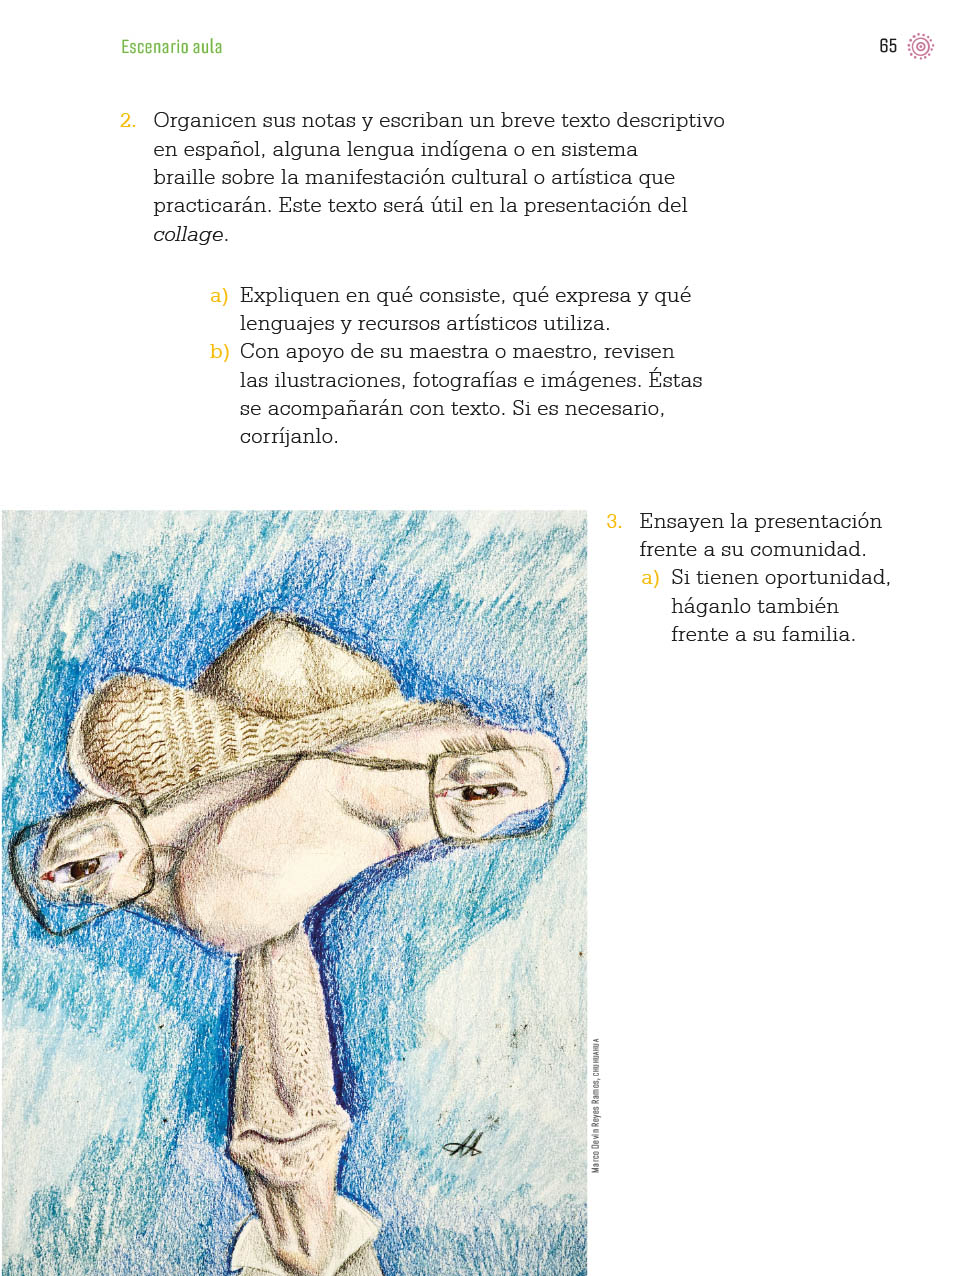 Escenario aula
65
2. Organicen sus notas y escriban un breve texto descriptivo
en español, alguna lengua indígena o en sistema
braille sobre la manifestación cultural o artística que
practicarán. Este texto será útil en la presentación del
collage.
a) Expliquen en qué consiste, qué expresa y qué
lenguajes y recursos artísticos utiliza.
b) Con apoyo de su maestra o maestro, revisen
las ilustraciones, fotografías e imágenes. Éstas
se acompañarán con texto. Si es necesario,
corríjanlo.
3. Ensayen la presentación
frente a su comunidad.
a) Si tienen oportunidad,
háganlo también
frente a su familia.
Marco Devin Reyes Ramos, CHIHUAHUA